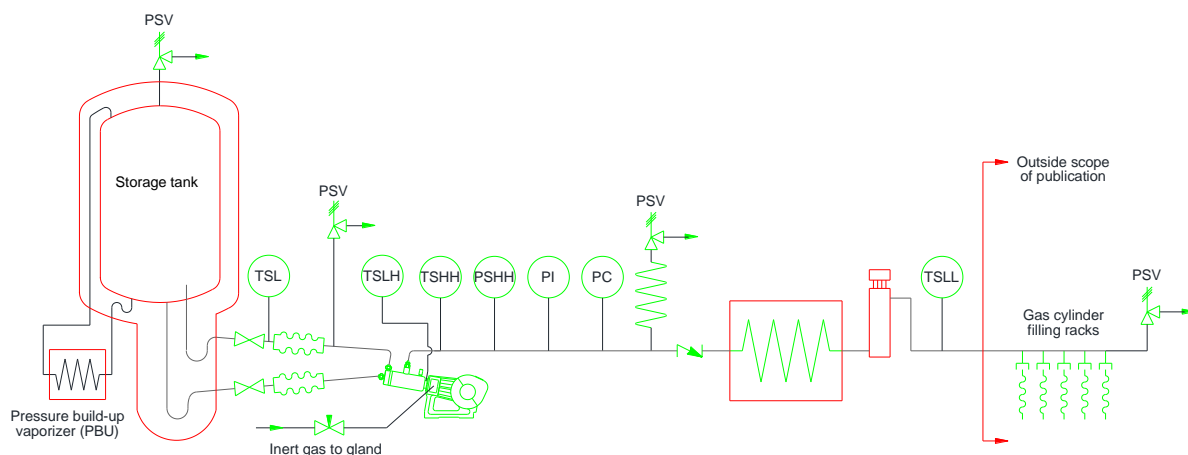 PSV
Storage tank
Outside scope
of publication
PSV
PSV
TSL
TSLH
TSHH
PSHH
PI
PC
TSLL
PSV
Gas cylinder
filling racks
Pressure build-up
vaporizer (PBU)
Inert gas to gland